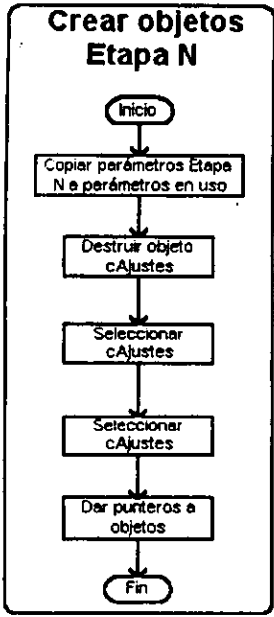 Crear objetos
Etapa N
Inicio
Copiar parámetros Etapa
N a parámetros en uso
Destruir objeto
cAjustes
Seleccionar
cAjustes
Seleccionar
cAjustes
Dar punteros a
objetos
Fin